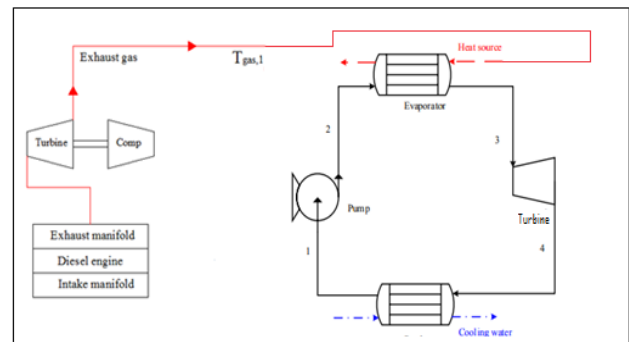 Exhaust gas
T gas,1
Heat source
Evaporator
Turbine
Comp
2
3
Pump
Turbine
1
4
Exhaust manifold
Diesel engine
Intake manifold
Cooling water